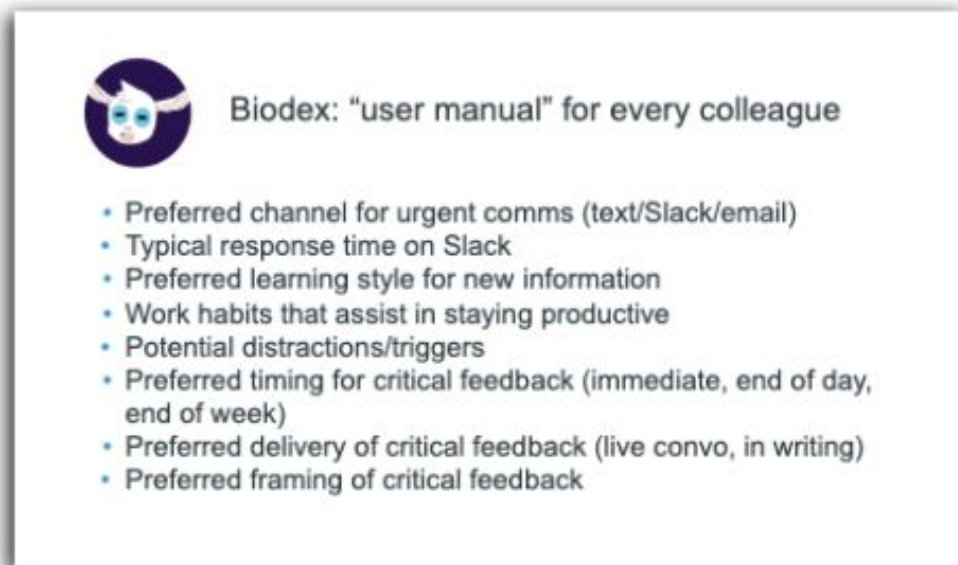 Biodex: “user manual” for every colleague
• Preferred channel for urgent comms (text/Slack/email)
• Typical response time on Slack
• Preferred learning style for new information
• Work habits that assist in staying productive
• Potential distractions/triggers
• Preferred timing for critical feedback (immediate, end of day,
end of week)
• Preferred delivery of critical feedback (live convo, in writing)
• Preferred framing of critical feedback